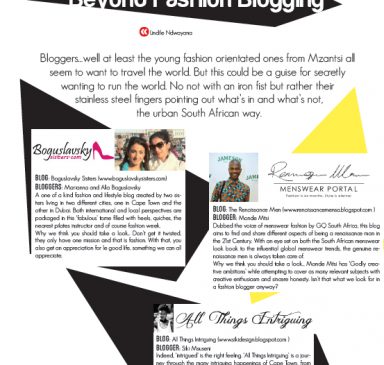 Beyond Fashion Blogging
Lindie Ndwayana
Bloggers...well at least the young fashion orientated ones from Mzantsi all
seem to want to travel the world. But this could be a guise for secretly
wanting to run the world. No not with an iron fist but rather their
stainless steel fingers pointing out what's in and what's not,
the urban South African way.
Boguslavsky
sisters.com
BLOG: Boguslavsky Sisters (www.boguslavskysisters.com)
BLOGGERS: Marianna and Alla Boguslavsky
A one of a kind fashion and lifestyle blog created by two sis-
ters living in two different cities, one in Cape Town and the
other in Dubai. Both international and local perspectives are
packaged in this 'fabulous' tome filled with heels, quiches, the
nearest pilates instructor and of course fashion week.
Why we think you should take a look... Don't get it twisted,
they only have one mission and that is fashion. With that, you
also get an appreciation for le good life, something we can all
appreciate.
MENSWEAR PORTAL
BLOG: The Renaissance Men (www.renaissancemensa.blogspot.com)
BLOGGER: Monde Mtsi
Dubbed the voice of menswear fashion by GQ South Africa, this blog
aims to find and share different aspects of being a renaissance man in
the 21st Century. With an eye set on both the South African menswear
look book to the influential global menswear trends, the genuine re-
naissance men is always taken care of.
Why we think you should take a look... Monde Mtsi has 'Godly crea-
tive ambitions' while attempting to cover as many relevant subjects with
creative enthusiasm and snazre honesty. Isn't that what we look for in
a fashion blogger anyway?
All Things Intriguing
BLOG: All Things Intriguing (www.skidesign.blogspot.com)
BLOGGER: Siki Msuseni
Indeed, 'intrigued' is the right feeling. 'All Things Intriguing' is a jour-
ney through the many intriguing happenings of Cape Town, from